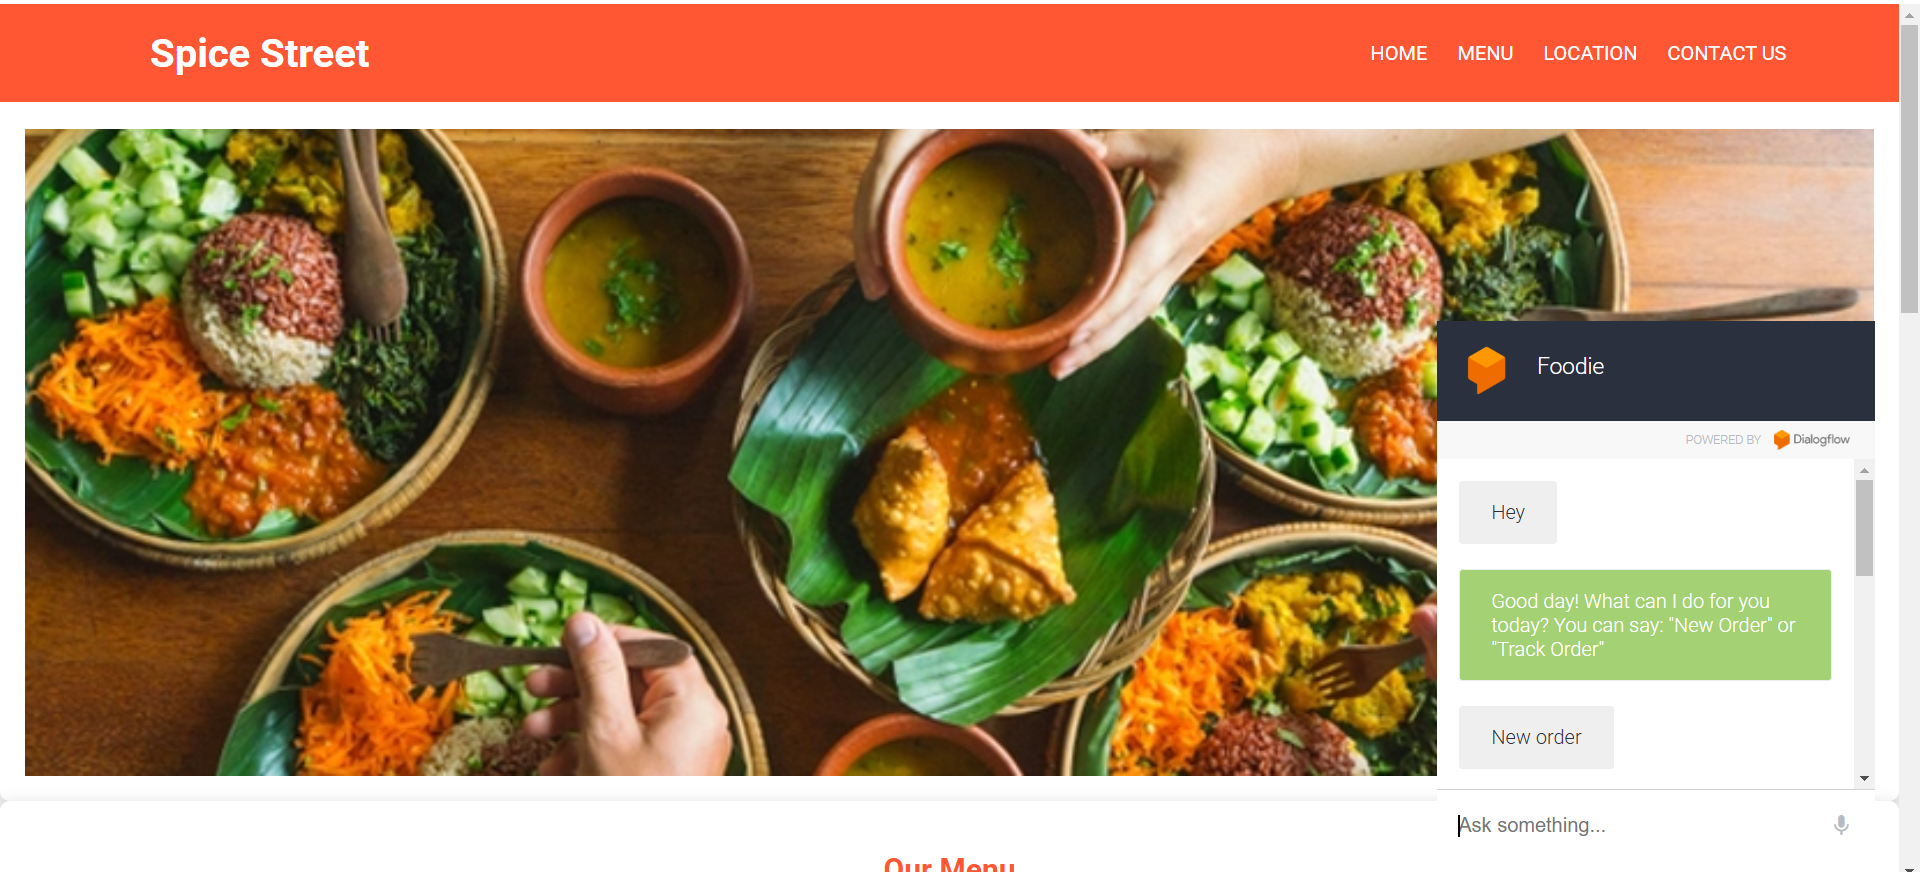 Spice Street
HOME MENU LOCATION CONTACT US
Foodie
POWERED BY Dialogflow
Hey
Good day! What can I do for you
today? You can say: "New Order" or
"Track Order"
New order
Ask something...
Our Menu